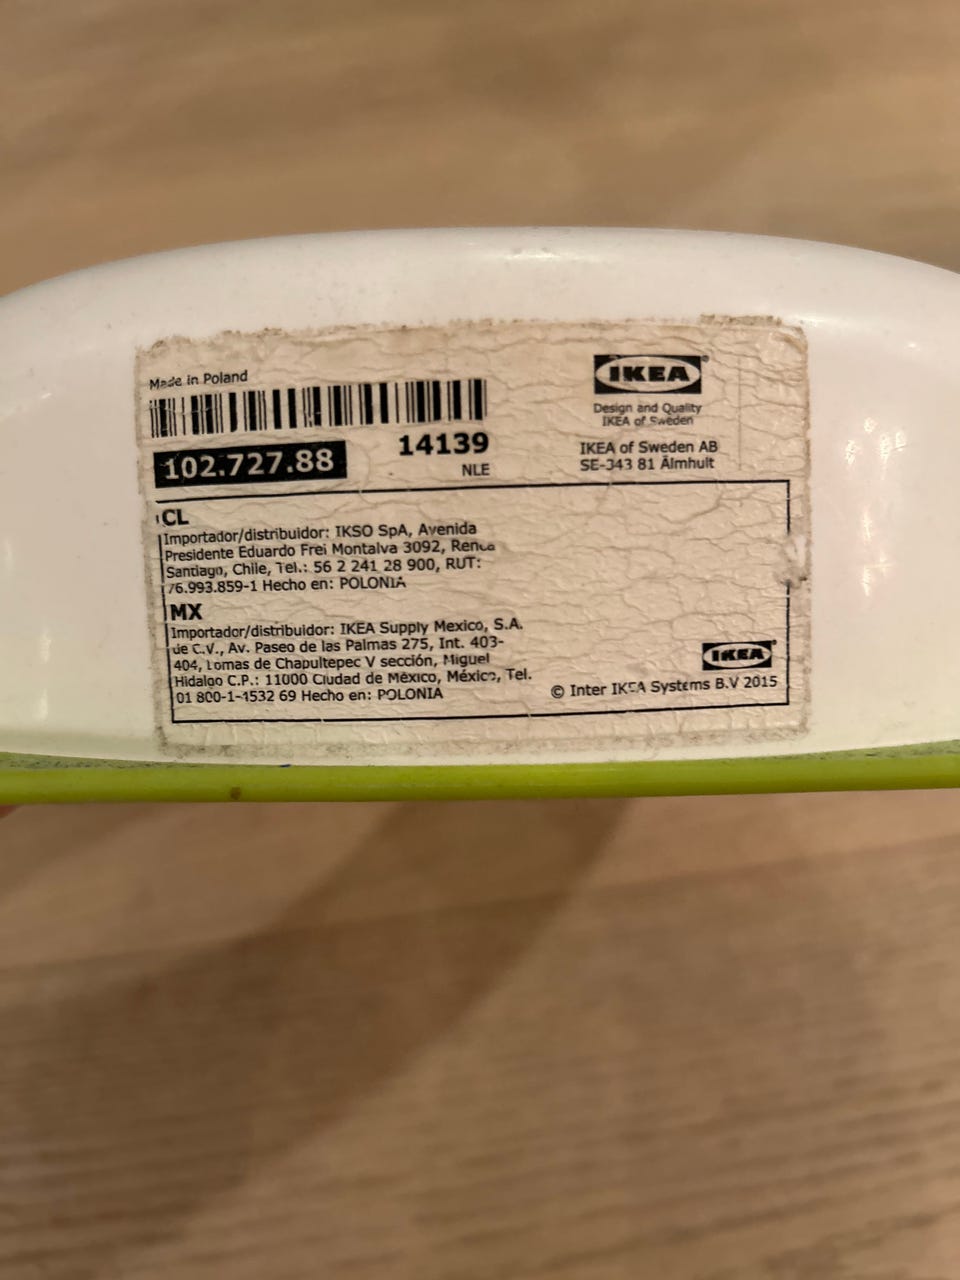 Made in Poland
IKEA®
Design and Quality
IKEA of Sweden
102.727.88
14139
NLE
IKEA of Sweden AB
SE-343 81 Älmhult
CL
Importador/distribuidor: IKSO SpA, Avenida
Presidente Eduardo Frei Montalva 3092, Renca
Santiago, Chile, Tel.: 56 2 241 28 900, RUT:
76.993.859-1 Hecho en: POLONIA
MX
Importador/distribuidor: IKEA Supply Mexico, S.A.
de C.V., Av. Paseo de las Palmas 275, Int. 403-
404, Lomas de Chapultepec V sección, Miguel
Hidalgo C.P.: 11000 Ciudad de México, México, Tel.
01 800-1-4532 69 Hecho en: POLONIA
IKEA®
© Inter IKEA Systems B.V 2015